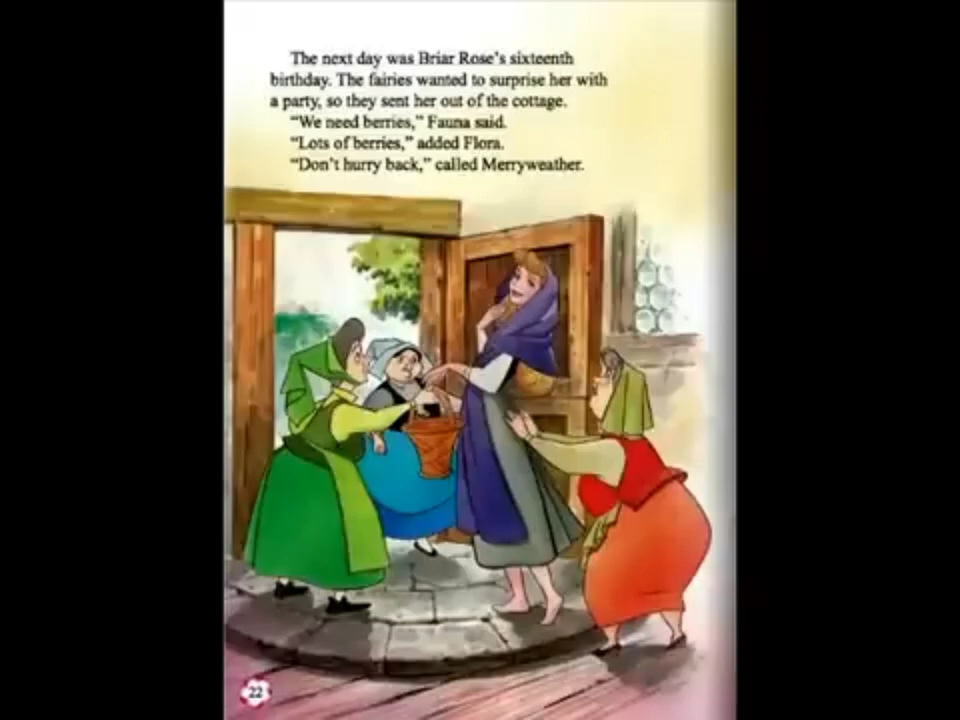 The next day was Briar Rose's sixteenth
birthday. The fairies wanted to surprise her with
a party, so they sent her out of the cottage.
"We need berries," Fauna said.
"Lots of berries," added Flora.
"Don't hurry back," called Merryweather.
22